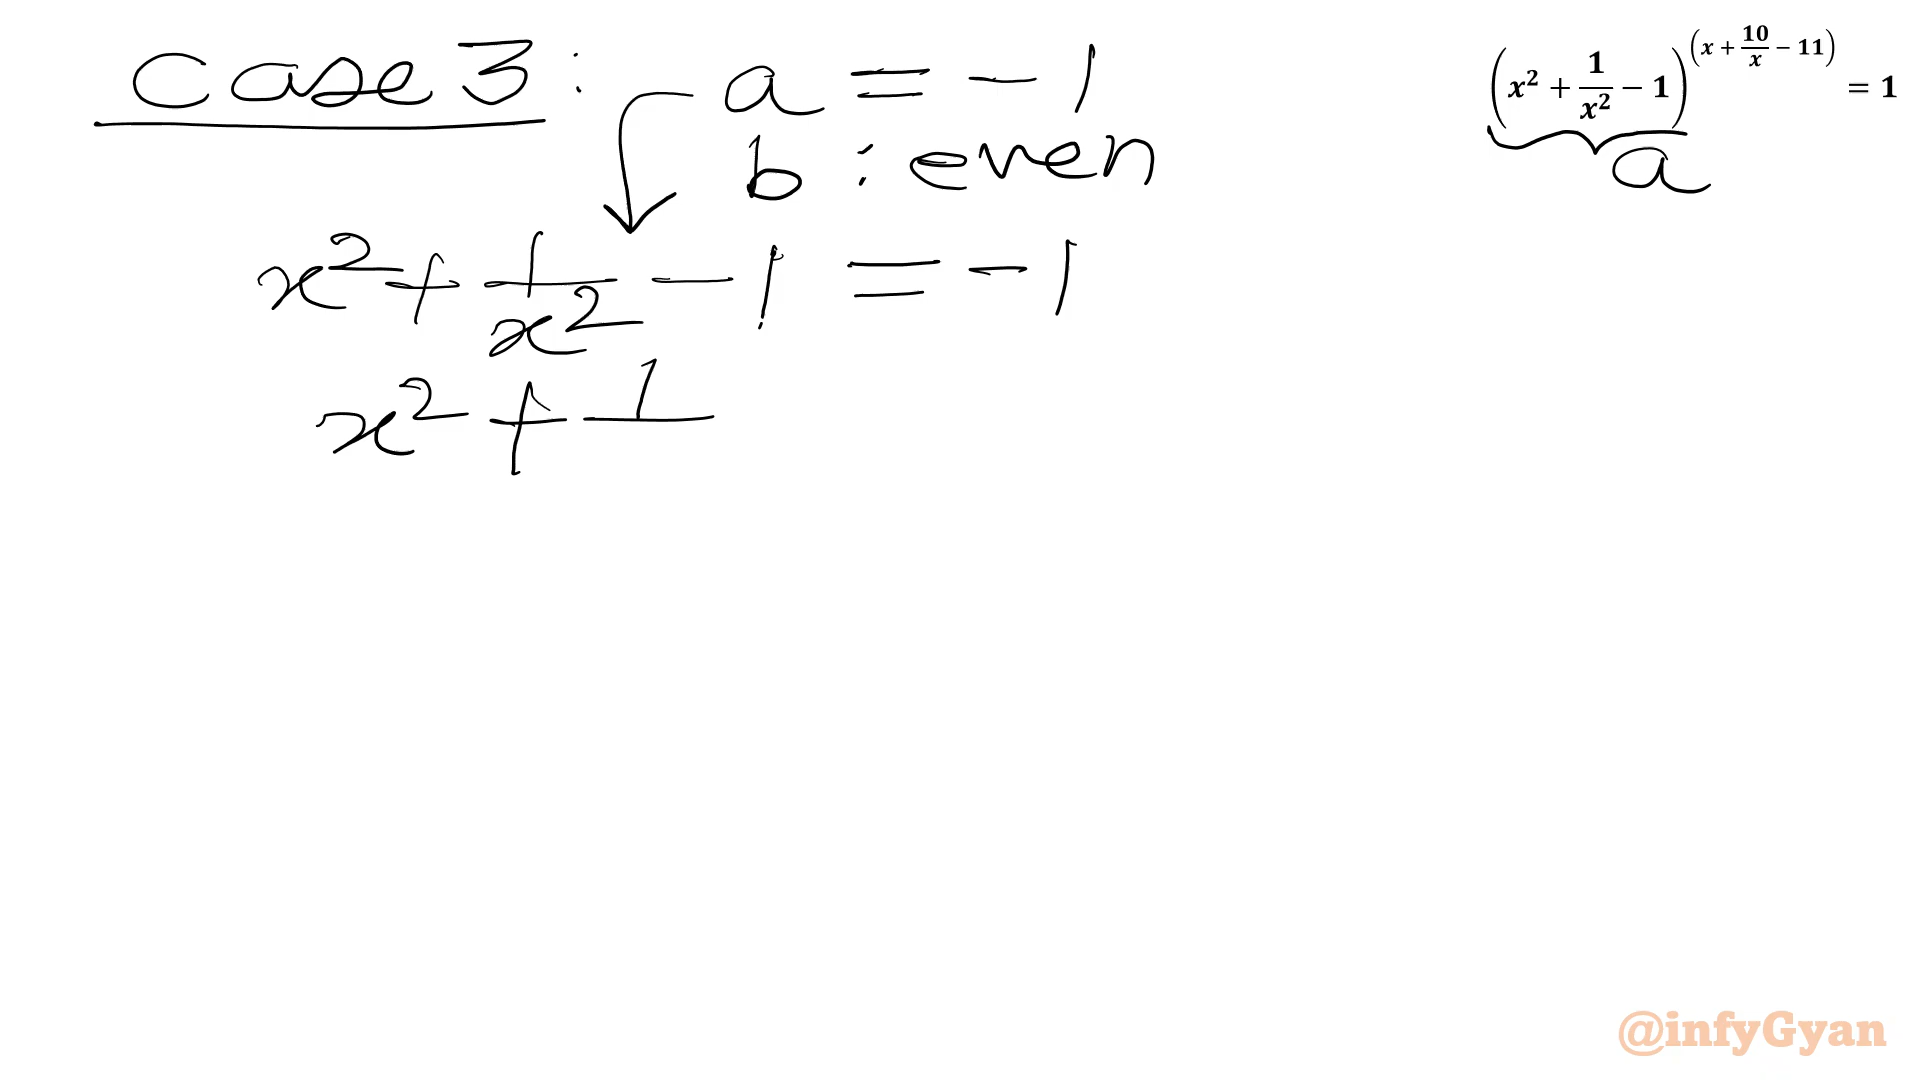 case 3 : a = -1
b : even
x² + 1/x² - 1 = -1
x² + 1/
(x² + 1/x² - 1)^(x + 10/x - 11) = 1
a
@infyGyan